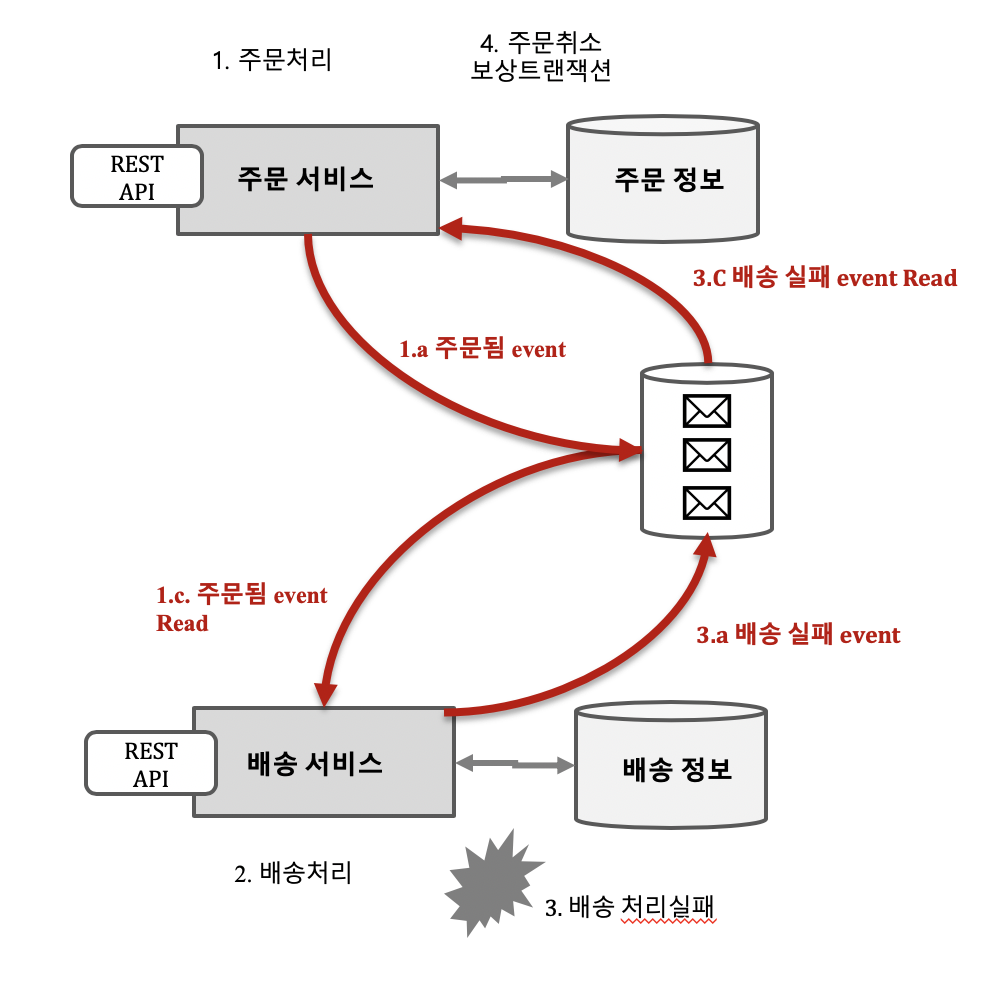 1. 주문처리
4. 주문취소
보상트랜잭션
REST
API
주문 서비스
주문 정보
3.C 배송 실패 event Read
1.a 주문됨 event
1.c. 주문됨 event
Read
3.a 배송 실패 event
REST
API
배송 서비스
배송 정보
2. 배송처리
3. 배송 처리실패